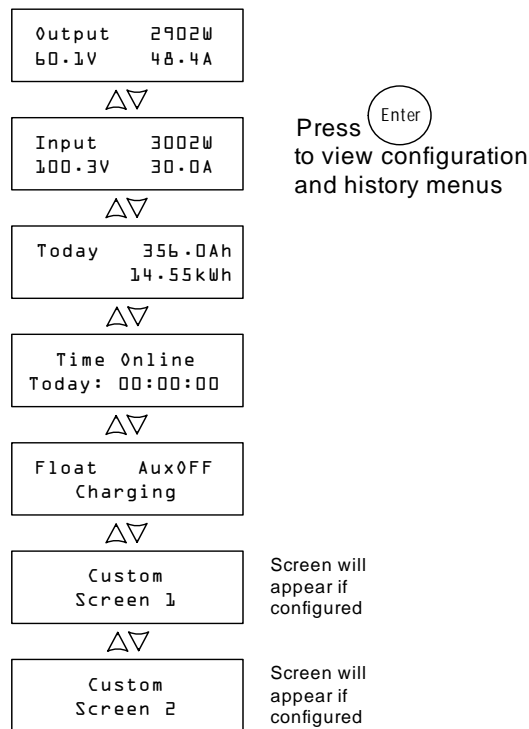 Output 2902W
60.1V 48.4A
Press Enter
to view configuration
and history menus
Input 3002W
100.3V 30.0A
Today 356.0Ah
14.55kWh
Time Online
Today: 00:00:00
Float AuxOFF
Charging
Custom
Screen 1
Screen will
appear if
configured
Custom
Screen 2
Screen will
appear if
configured